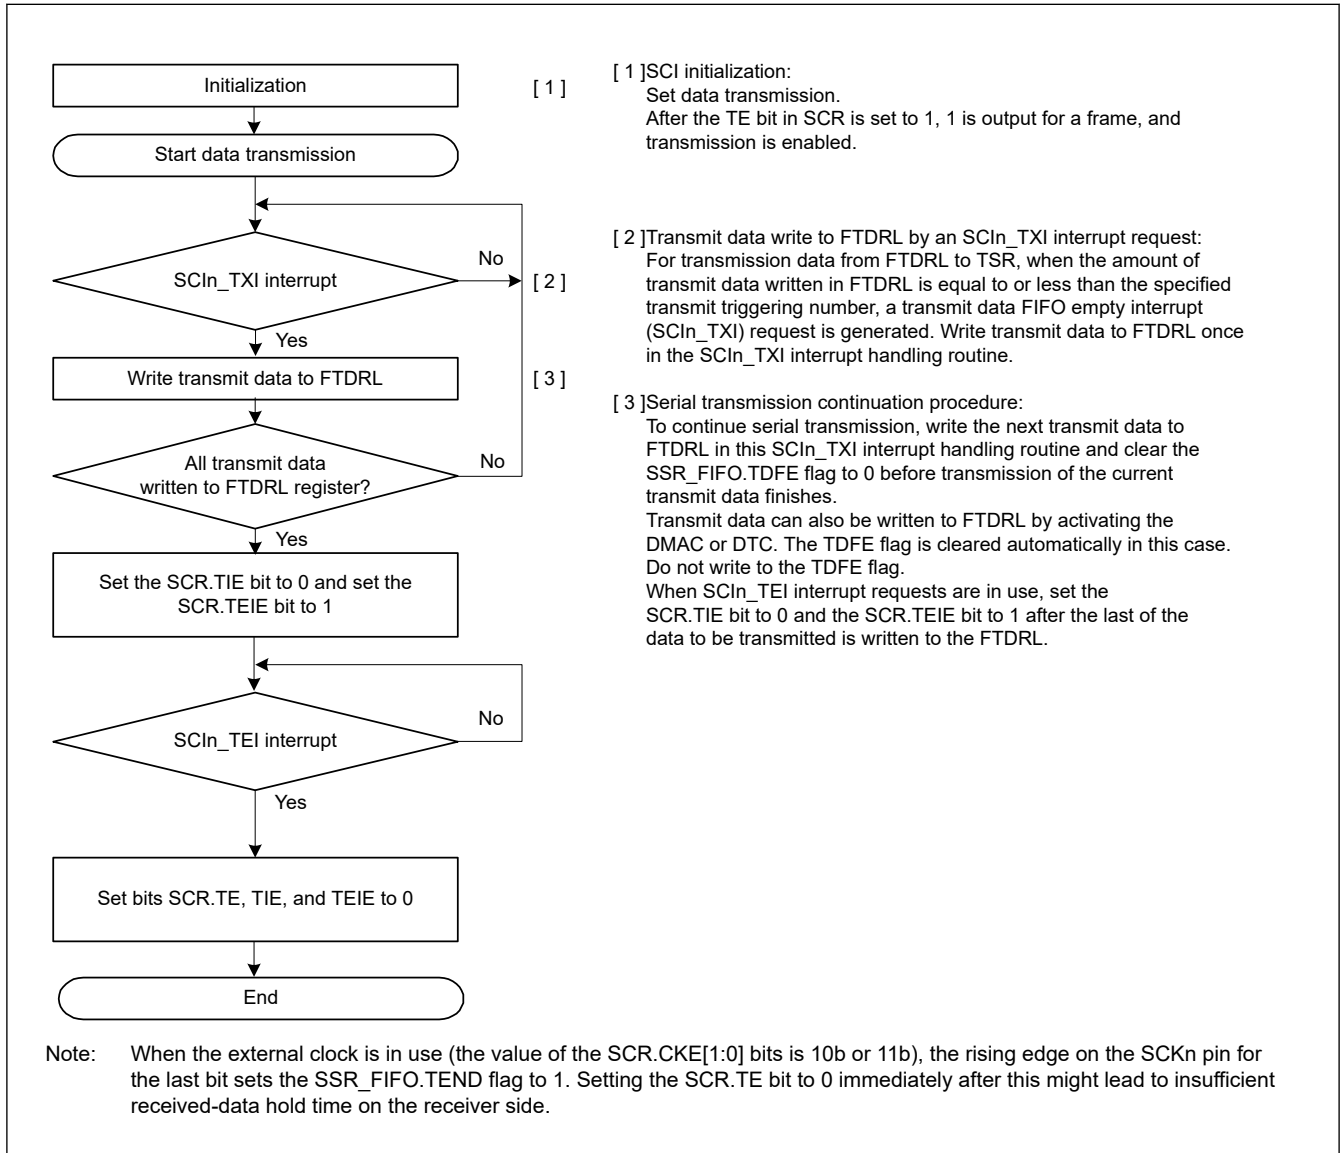 Initialization
[ 1 ]
[ 1 ]SCI initialization:
Set data transmission.
After the TE bit in SCR is set to 1, 1 is output for a frame, and
transmission is enabled.
Start data transmission
SCIn_TXI interrupt
No
[ 2 ]
[ 2 ]Transmit data write to FTDRL by an SCIn_TXI interrupt request:
For transmission data from FTDRL to TSR, when the amount of
transmit data written in FTDRL is equal to or less than the specified
transmit triggering number, a transmit data FIFO empty interrupt
(SCIn_TXI) request is generated. Write transmit data to FTDRL once
in the SCIn_TXI interrupt handling routine.
Yes
Write transmit data to FTDRL
[ 3 ]
[ 3 ]Serial transmission continuation procedure:
To continue serial transmission, write the next transmit data to
FTDRL in this SCIn_TXI interrupt handling routine and clear the
SSR_FIFO.TDFE flag to 0 before transmission of the current
transmit data finishes.
Transmit data can also be written to FTDRL by activating the
DMAC or DTC. The TDFE flag is cleared automatically in this case.
Do not write to the TDFE flag.
When SCIn_TEI interrupt requests are in use, set the
SCR.TIE bit to 0 and the SCR.TEIE bit to 1 after the last of the
data to be transmitted is written to the FTDRL.
All transmit data
written to FTDRL register?
No
Yes
Set the SCR.TIE bit to 0 and set the
SCR.TEIE bit to 1
SCIn_TEI interrupt
No
Yes
Set bits SCR.TE, TIE, and TEIE to 0
End
Note: When the external clock is in use (the value of the SCR.CKE[1:0] bits is 10b or 11b), the rising edge on the SCKn pin for
the last bit sets the SSR_FIFO.TEND flag to 1. Setting the SCR.TE bit to 0 immediately after this might lead to insufficient
received-data hold time on the receiver side.